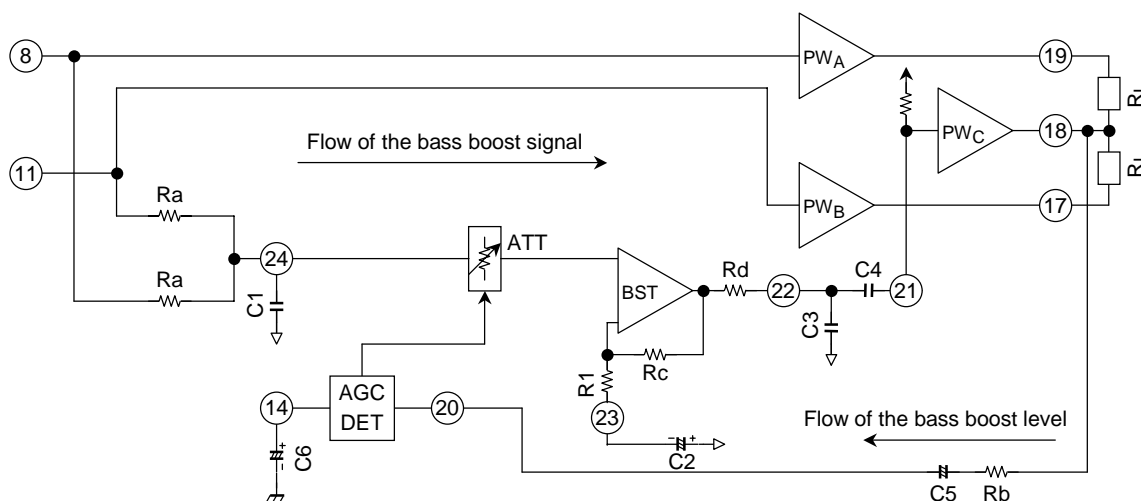 8
PWA
19
RL
Flow of the bass boost signal
PWC
18
11
RL
Ra
PWB
17
24
ATT
Ra
C1
BST
Rd
22
C4
21
C3
Rc
R1
AGC
DET
14
20
23
Flow of the bass boost level
C6
C2
C5
Rb